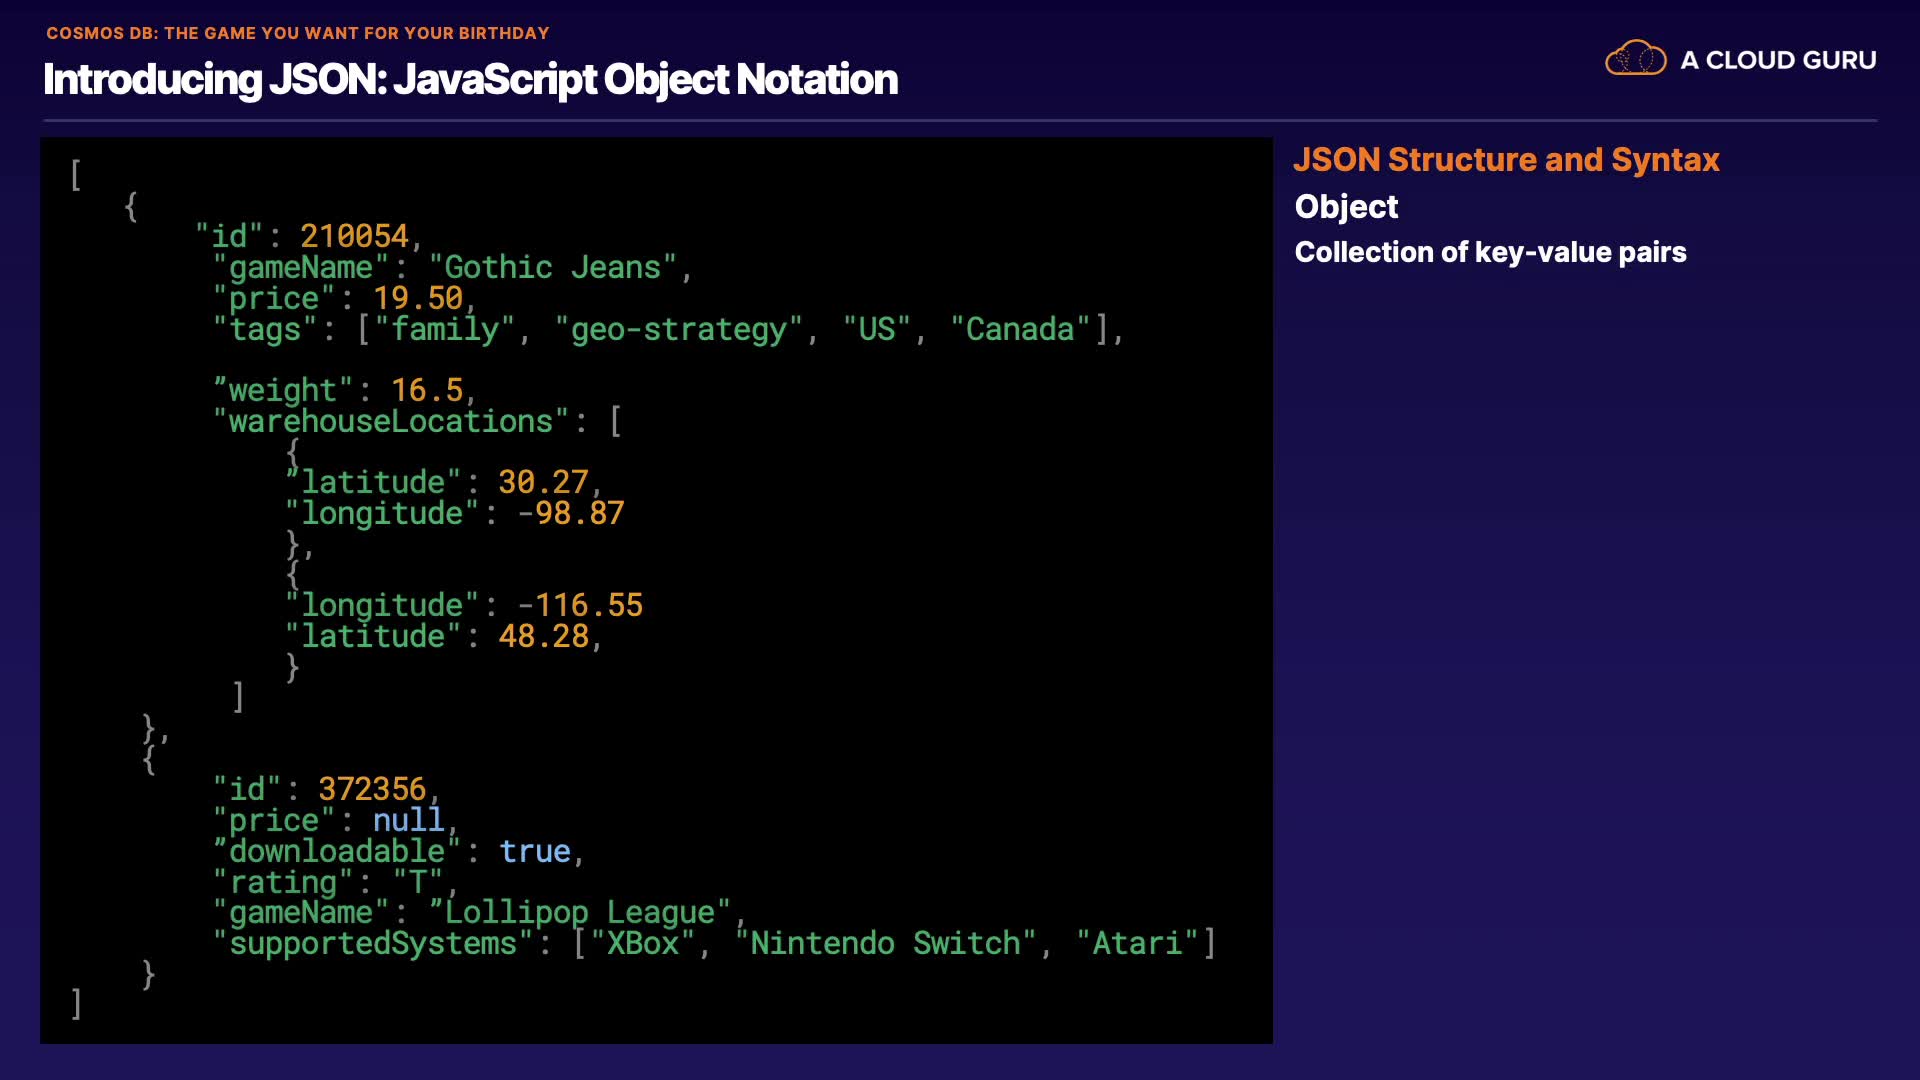 COSMOS DB: THE GAME YOU WANT FOR YOUR BIRTHDAY
Introducing JSON: JavaScript Object Notation
A CLOUD GURU
[
{
"id": 210054,
"gameName": "Gothic Jeans",
"price": 19.50,
"tags": ["family", "geo-strategy", "US", "Canada"],
”weight": 16.5,
"warehouseLocations": [
{
”latitude": 30.27,
"longitude": -98.87
},
{
"longitude": -116.55
"latitude": 48.28,
}
]
},
{
"id": 372356,
"price": null,
”downloadable": true,
"rating": "T",
"gameName": ”Lollipop League",
"supportedSystems": ["XBox", "Nintendo Switch", "Atari"]
}
]
JSON Structure and Syntax
Object
Collection of key-value pairs